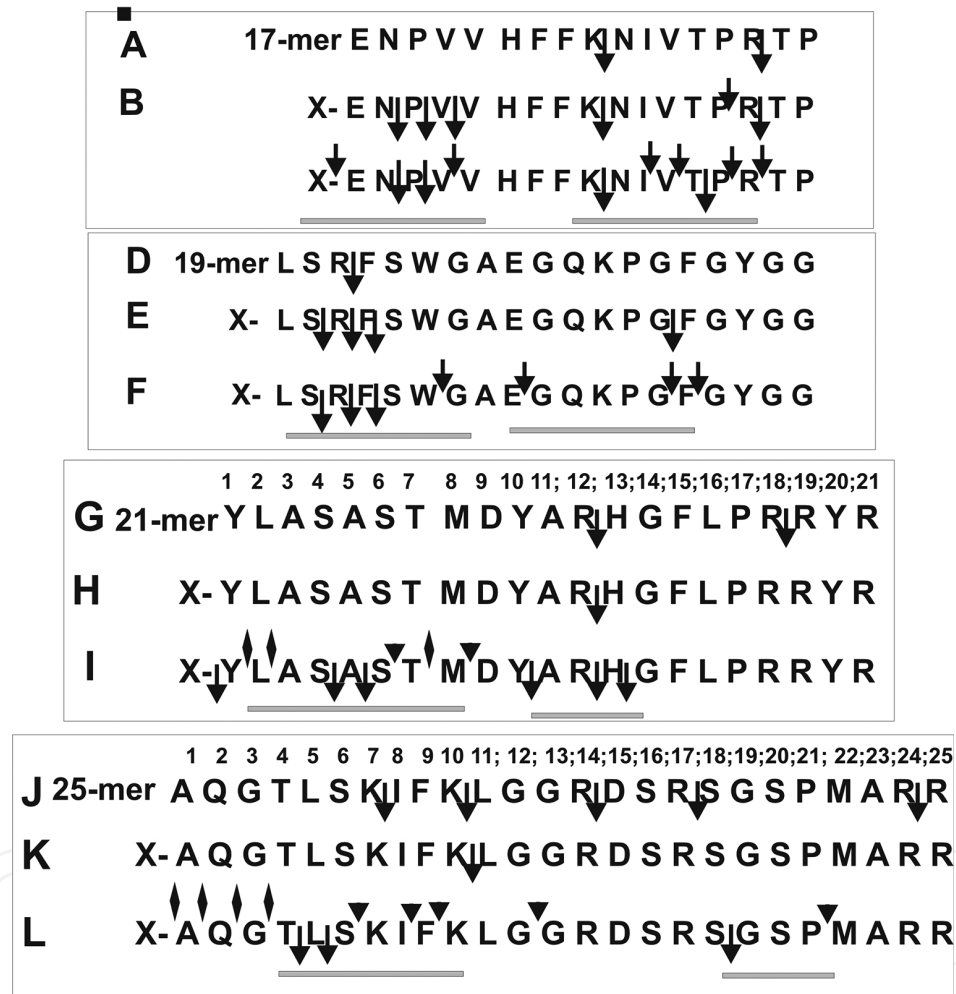 A 17-mer E N P V V H F F K N I V T P R T P
B X- E N P V V H F F K N I V T P R T P
X- E N P V V H F F K N I V T P R T P
D 19-mer L S R F S W G A E G Q K P G F G Y G G
E X- L S R F S W G A E G Q K P G F G Y G G
F X- L S R F S W G A E G Q K P G F G Y G G
1 2 3 4 5 6 7 8 9 10 11; 12; 13;14;15;16;17;18;19;20;21
G 21-mer Y L A S A S T M D Y A R H G F L P R R Y R
H X- Y L A S A S T M D Y A R H G F L P R R Y R
I X- Y L A S A S T M D Y A R H G F L P R R Y R
1 2 3 4 5 6 7 8 9 10 11; 12; 13;14;15;16;17;18;19;20;21; 22;23;24;25
J 25-mer A Q G T L S K I F K L G G R D S R S G S P M A R R
K X- A Q G T L S K I F K L G G R D S R S G S P M A R R
L X- A Q G T L S K I F K L G G R D S R S G S P M A R R